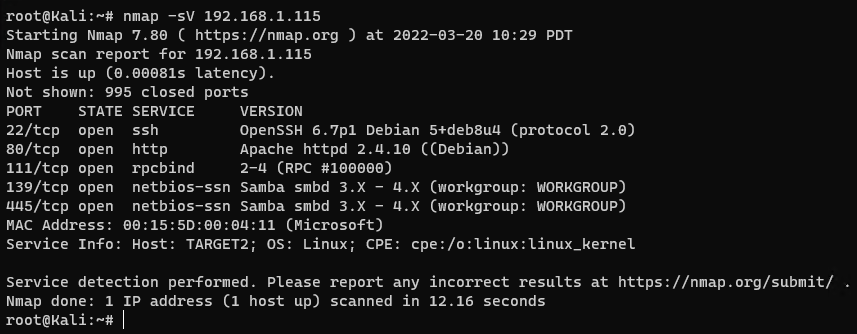 root@Kali:~# nmap -sV 192.168.1.115
Starting Nmap 7.80 ( https://nmap.org ) at 2022-03-20 10:29 PDT
Nmap scan report for 192.168.1.115
Host is up (0.00081s latency).
Not shown: 995 closed ports
PORT    STATE SERVICE     VERSION
22/tcp  open  ssh         OpenSSH 6.7p1 Debian 5+deb8u4 (protocol 2.0)
80/tcp  open  http        Apache httpd 2.4.10 ((Debian))
111/tcp open  rpcbind     2-4 (RPC #100000)
139/tcp open  netbios-ssn Samba smbd 3.X - 4.X (workgroup: WORKGROUP)
445/tcp open  netbios-ssn Samba smbd 3.X - 4.X (workgroup: WORKGROUP)
MAC Address: 00:15:5D:00:04:11 (Microsoft)
Service Info: Host: TARGET2; OS: Linux; CPE: cpe:/o:linux:linux_kernel

Service detection performed. Please report any incorrect results at https://nmap.org/submit/ .
Nmap done: 1 IP address (1 host up) scanned in 12.16 seconds
root@Kali:~#